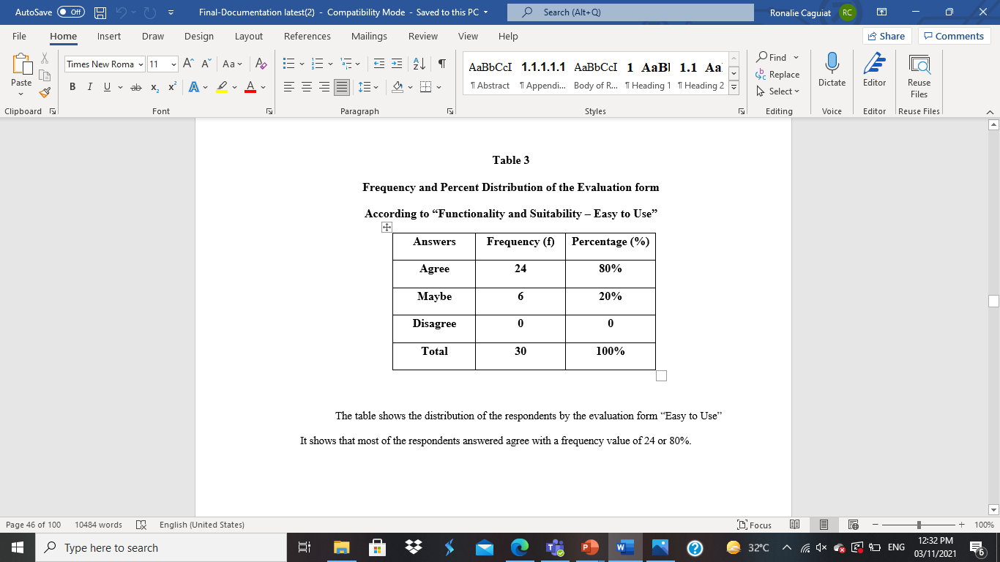 AutoSave Off Final-Documentation latest(2) - Compatibility Mode - Saved to this PC Search (Alt+Q) Ronalie Caguiat RC
File Home Insert Draw Design Layout References Mailings Review View Help Share Comments
Times New Roma 11 Aa AaBbCcI 1.1.1.1.1 AaBbCcI 1 AaBl 1.1 Aa Find
Paste Replace Dictate Editor Reuse Files
B I U ab x₂ x² A A ¶ Abstract ¶ Appendi... Body of R... ¶ Heading 1 ¶ Heading 2 Select
Clipboard Font Paragraph Styles Editing Voice Editor Reuse Files
Table 3
Frequency and Percent Distribution of the Evaluation form
According to “Functionality and Suitability – Easy to Use”
Answers Frequency (f) Percentage (%)
Agree 24 80%
Maybe 6 20%
Disagree 0 0
Total 30 100%
The table shows the distribution of the respondents by the evaluation form “Easy to Use”
It shows that most of the respondents answered agree with a frequency value of 24 or 80%.
Page 46 of 100 10484 words English (United States) Focus 100%
Type here to search 32°C ENG 12:32 PM
03/11/2021 6